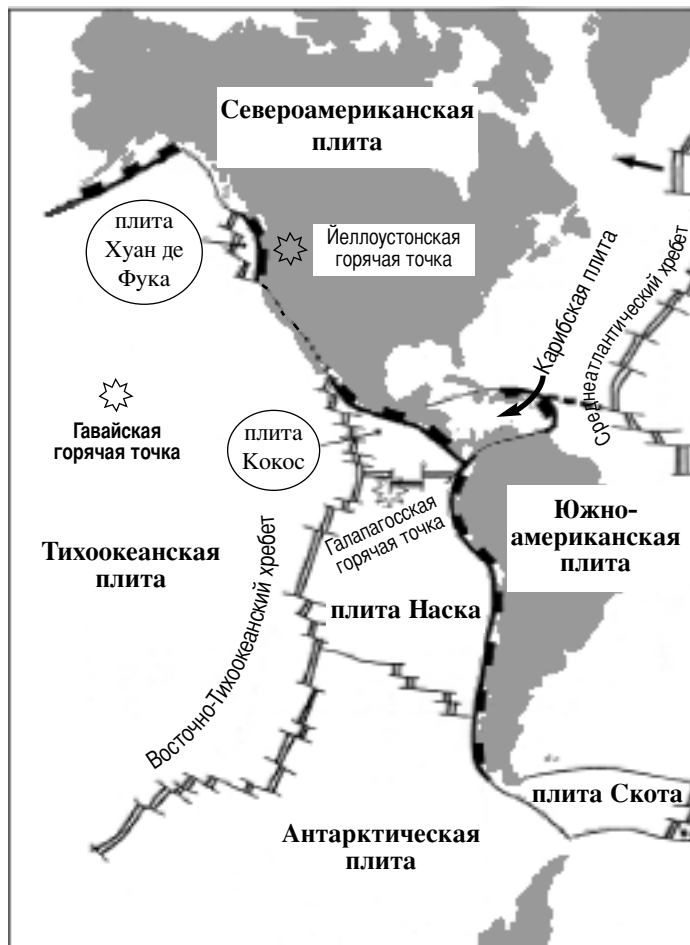 Североамериканская
плита
плита
Хуан де
Фука
Йеллоустонская
горячая точка
Карибская плита
Среднеатлантический хребет
Гавайская
горячая точка
плита
Кокос
Галапагосская
горячая точка
Южно-
американская
плита
Тихоокеанская
плита
Восточно-Тихоокеанский хребет
плита Наска
плита Скота
Антарктическая
плита